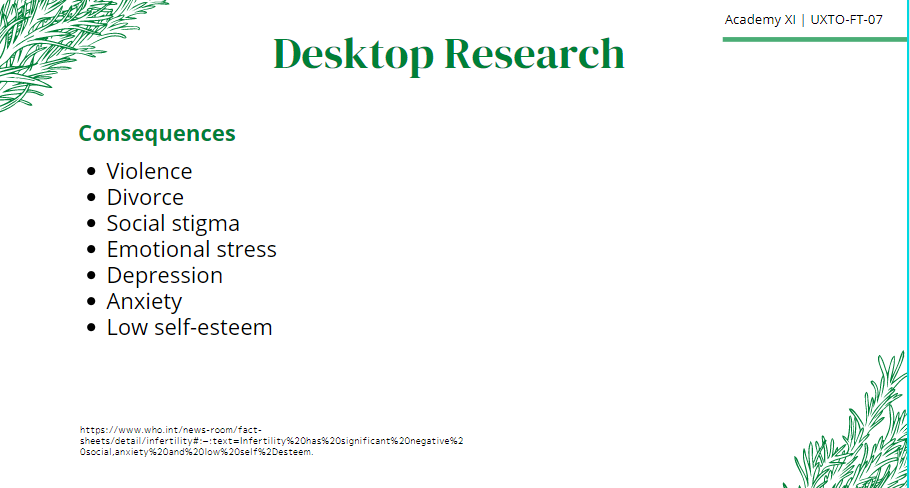 Academy XI | UXTO-FT-07
Desktop Research
Consequences
• Violence
• Divorce
• Social stigma
• Emotional stress
• Depression
• Anxiety
• Low self-esteem
https://www.who.int/news-room/fact-
sheets/detail/infertility#:~:text=Infertility%20has%20significant%20negative%2
0social,anxiety%20and%20low%20self%2Desteem.